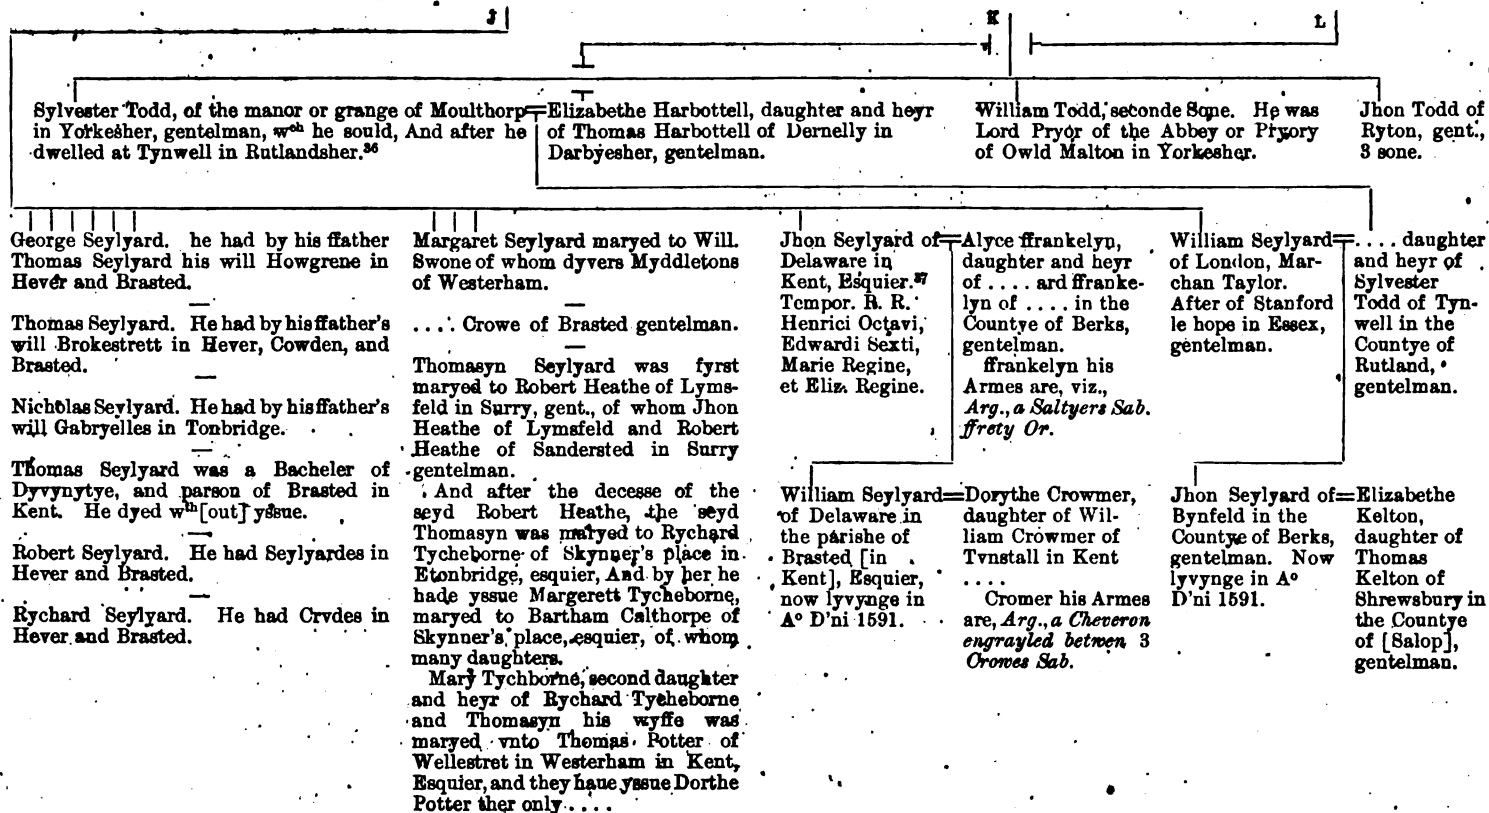 J
K
L
Sylvester Todd, of the manor or grange of Moulthorp
in Yorkesher, gentelman, wch he sould, And after he
dwelled at Tynwell in Rutlandsher.36
Elizabethe Harbottell, daughter and heyr
of Thomas Harbottell of Dernelly in
Darbyesher, gentelman.
William Todd, seconde Sone. He was
Lord Pryor of the Abbey or Pryory
of Owld Malton in Yorkesher.
Jhon Todd of
Ryton, gent.,
3 sone.
George Seylyard. he had by his ffather
Thomas Seylyard his will Howgrene in
Hever and Brasted.
Thomas Seylyard. He had by his ffather's
will Brokestrett in Hever, Cowden, and
Brasted.
Nicholas Seylyard. He had by his ffather's
will Gabryelles in Tonbridge.
Thomas Seylyard was a Bacheler of
Dyvynytye, and parson of Brasted in
Kent. He dyed wth [out] yssue.
Robert Seylyard. He had Seylyardes in
Hever and Brasted.
Rychard Seylyard. He had Crvdes in
Hever and Brasted.
Margaret Seylyard maryed to Will.
Swone of whom dyvers Myddletons
of Westerham.
.... Crowe of Brasted gentelman.
Thomasyn Seylyard was fyrst
maryed to Robert Heathe of Lyms-
feld in Surry, gent., of whom Jhon
Heathe of Lymsfeld and Robert
Heathe of Sandersted in Surry
gentelman.
And after the decesse of the
seyd Robert Heathe, the seyd
Thomasyn was maryed to Rychard
Tycheborne of Skynner's place in
Etonbridge, esquier, And by her he
hade yssue Margerett Tycheborne,
maryed to Bartham Calthorpe of
Skynner's place, esquier, of whom
many daughters.
Mary Tychborne, second daughter
and heyr of Rychard Tycheborne
and Thomasyn his wyffe was
maryed vnto Thomas Potter of
Wellestret in Westerham in Kent,
Esquier, and they haue yssue Dorthe
Potter ther only ....
Jhon Seylyard of
Delaware in
Kent, Esquier.37
Tempor. R. R.
Henrici Octavi,
Edwardi Sexti,
Marie Regine,
et Eliz. Regine.
Alyce ffrankelyn,
daughter and heyr
of .... ard ffranke-
lyn of .... in the
Countye of Berks,
gentelman.
ffrankelyn his
Armes are, viz.,
Arg., a Saltyers Sab.
ffrety Or.
William Seylyard
of London, Mar-
chan Taylor.
After of Stanford
le hope in Essex,
gentelman.
.... daughter
and heyr of
Sylvester
Todd of Tyn-
well in the
Countye of
Rutland,
gentelman.
William Seylyard
of Delaware in
the parishe of
Brasted [in
Kent], Esquier,
now lyvynge in
Ao D'ni 1591.
Dorythe Crowmer,
daughter of Wil-
liam Crowmer of
Tvnstall in Kent
....
Cromer his Armes
are, Arg., a Cheveron
engrayled betwen 3
Crowes Sab.
Jhon Seylyard of
Bynfeld in the
Countye of Berks,
gentelman. Now
lyvynge in Ao
D'ni 1591.
Elizabethe
Kelton,
daughter of
Thomas
Kelton of
Shrewsbury in
the Countye
of [Salop],
gentelman.